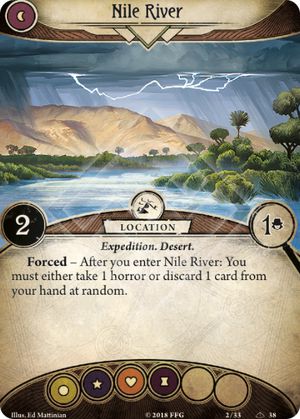 Nile River
2
1
LOCATION
Expedition. Desert.
Forced – After you enter Nile River: You
must either take 1 horror or discard 1 card from
your hand at random.
Illus. Ed Mattinian © 2018 FFG 2/33 38